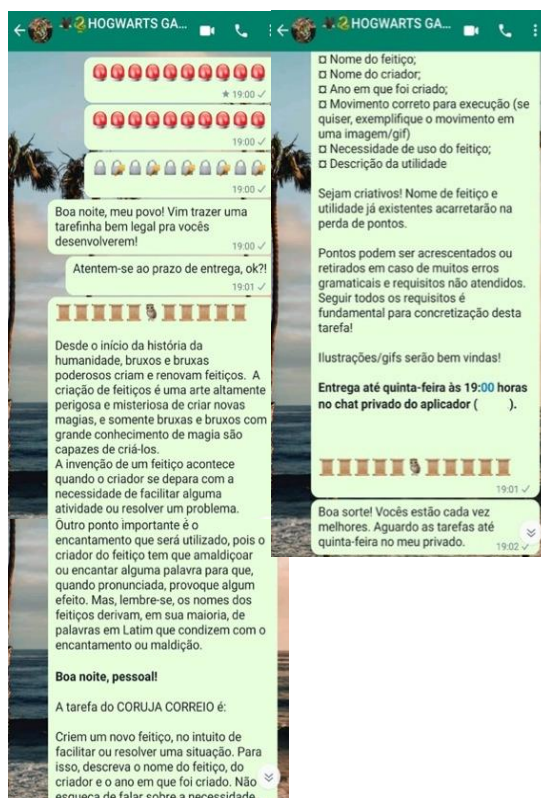 HOGWARTS GA...
19:00
19:00
19:00
Boa noite, meu povo! Vim trazer uma
tarefinha bem legal pra vocês
desenvolverem!
19:00
Atentem-se ao prazo de entrega, ok?!
19:01
Desde o início da história da
humanidade, bruxos e bruxas
poderosos criam e renovam feitiços. A
criação de feitiços é uma arte altamente
perigosa e misteriosa de criar novas
magias, e somente bruxas e bruxos com
grande conhecimento de magia são
capazes de criá-los.
A invenção de um feitiço acontece
quando o criador se depara com a
necessidade de facilitar alguma
atividade ou resolver um problema.
Outro ponto importante é o
encantamento que será utilizado, pois o
criador do feitiço tem que amaldiçoar
ou encantar alguma palavra para que,
quando pronunciada, provoque algum
efeito. Mas, lembre-se, os nomes dos
feitiços derivam, em sua maioria, de
palavras em Latim que condizem com o
encantamento ou maldição.
Boa noite, pessoal!
A tarefa do CORUJA CORREIO é:
Criem um novo feitiço, no intuito de
facilitar ou resolver uma situação. Para
isso, descreva o nome do feitiço, do
criador e o ano em que foi criado. Não
esqueça de falar sobre a necessidade
HOGWARTS GA...
¤ Nome do feitiço;
¤ Nome do criador;
¤ Ano em que foi criado;
¤ Movimento correto para execução (se
quiser, exemplifique o movimento em
uma imagem/gif)
¤ Necessidade de uso do feitiço;
¤ Descrição da utilidade
Sejam criativos! Nome de feitiço e
utilidade já existentes acarretarão na
perda de pontos.
Pontos podem ser acrescentados ou
retirados em caso de muitos erros
gramaticais e requisitos não atendidos.
Seguir todos os requisitos é
fundamental para concretização desta
tarefa!
Ilustrações/gifs serão bem vindas!
Entrega até quinta-feira às 19:00 horas
no chat privado do aplicador ( ).
19:01
Boa sorte! Vocês estão cada vez
melhores. Aguardo as tarefas até
quinta-feira no meu privado.
19:02